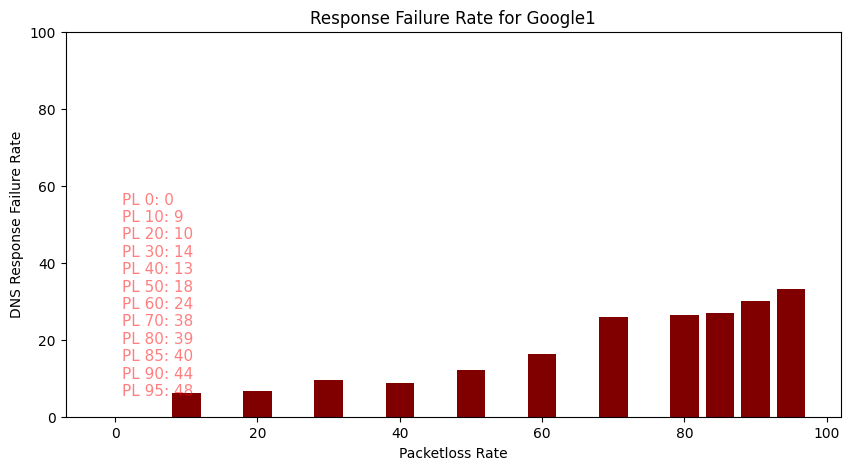 Response Failure Rate for Google1
100
80
60
40
20
0
DNS Response Failure Rate
PL 0: 0
PL 10: 9
PL 20: 10
PL 30: 14
PL 40: 13
PL 50: 18
PL 60: 24
PL 70: 38
PL 80: 39
PL 85: 40
PL 90: 44
PL 95: 48
0 20 40 60 80 100
Packetloss Rate